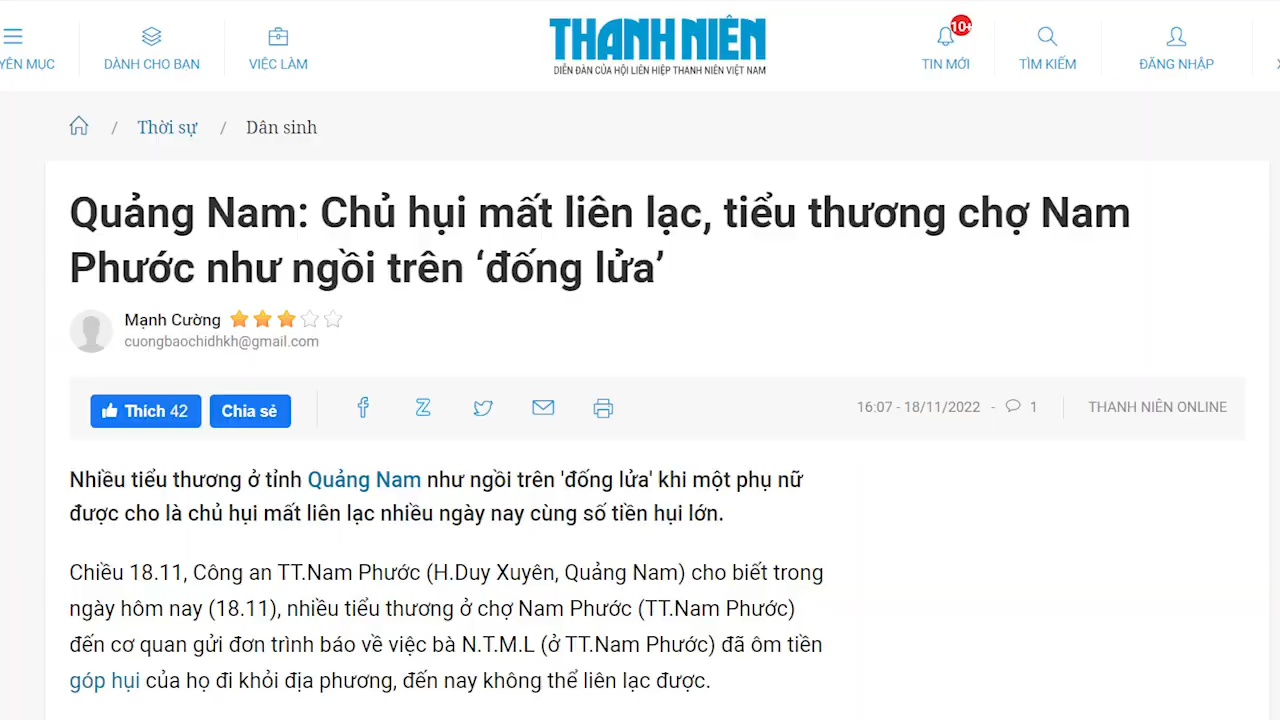 YÊN MỤC
DÀNH CHO BẠN
VIỆC LÀM
THANH NIÊN
DIỄN ĐÀN CỦA HỘI LIÊN HIỆP THANH NIÊN VIỆT NAM
10+
TIN MỚI
TÌM KIẾM
ĐĂNG NHẬP
/ Thời sự / Dân sinh
Quảng Nam: Chủ hụi mất liên lạc, tiểu thương chợ Nam
Phước như ngồi trên ‘đống lửa’
Mạnh Cường
cuongbaochidhkh@gmail.com
Thích 42
Chia sẻ
16:07 - 18/11/2022 - 1
THANH NIÊN ONLINE
Nhiều tiểu thương ở tỉnh Quảng Nam như ngồi trên 'đống lửa' khi một phụ nữ
được cho là chủ hụi mất liên lạc nhiều ngày nay cùng số tiền hụi lớn.
Chiều 18.11, Công an TT.Nam Phước (H.Duy Xuyên, Quảng Nam) cho biết trong
ngày hôm nay (18.11), nhiều tiểu thương ở chợ Nam Phước (TT.Nam Phước)
đến cơ quan gửi đơn trình báo về việc bà N.T.M.L (ở TT.Nam Phước) đã ôm tiền
góp hụi của họ đi khỏi địa phương, đến nay không thể liên lạc được.